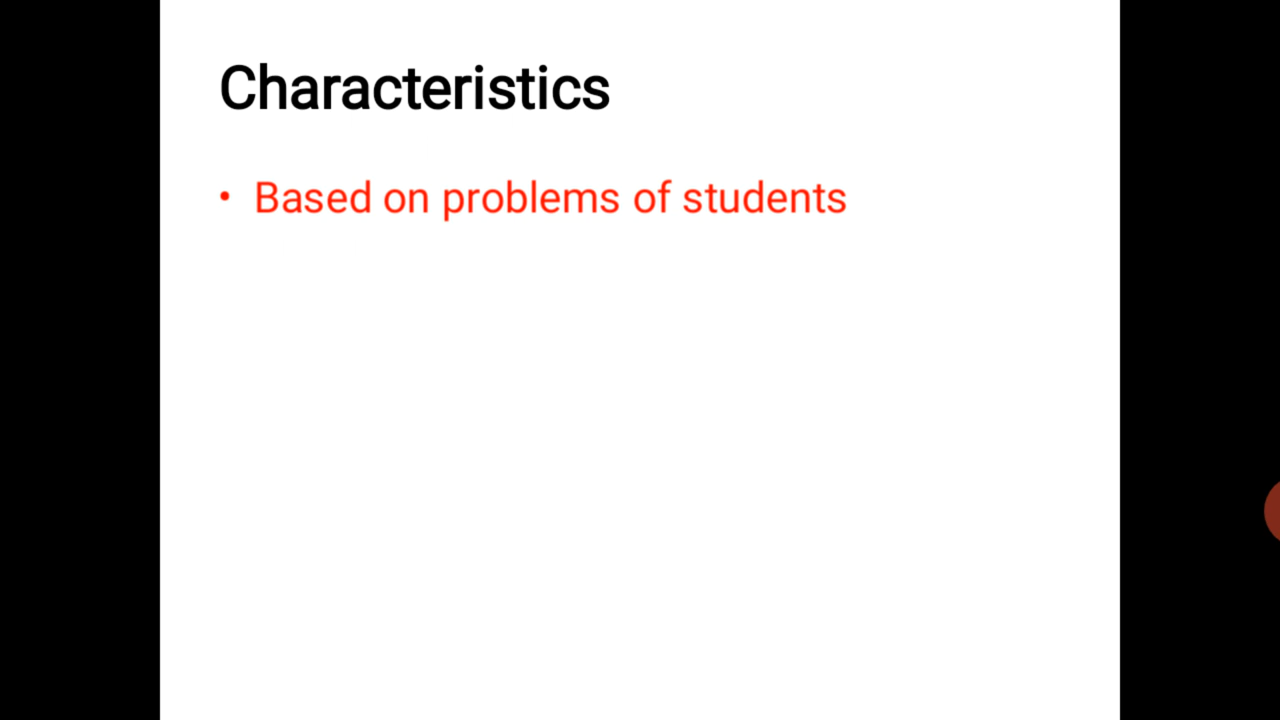 Characteristics
• Based on problems of students